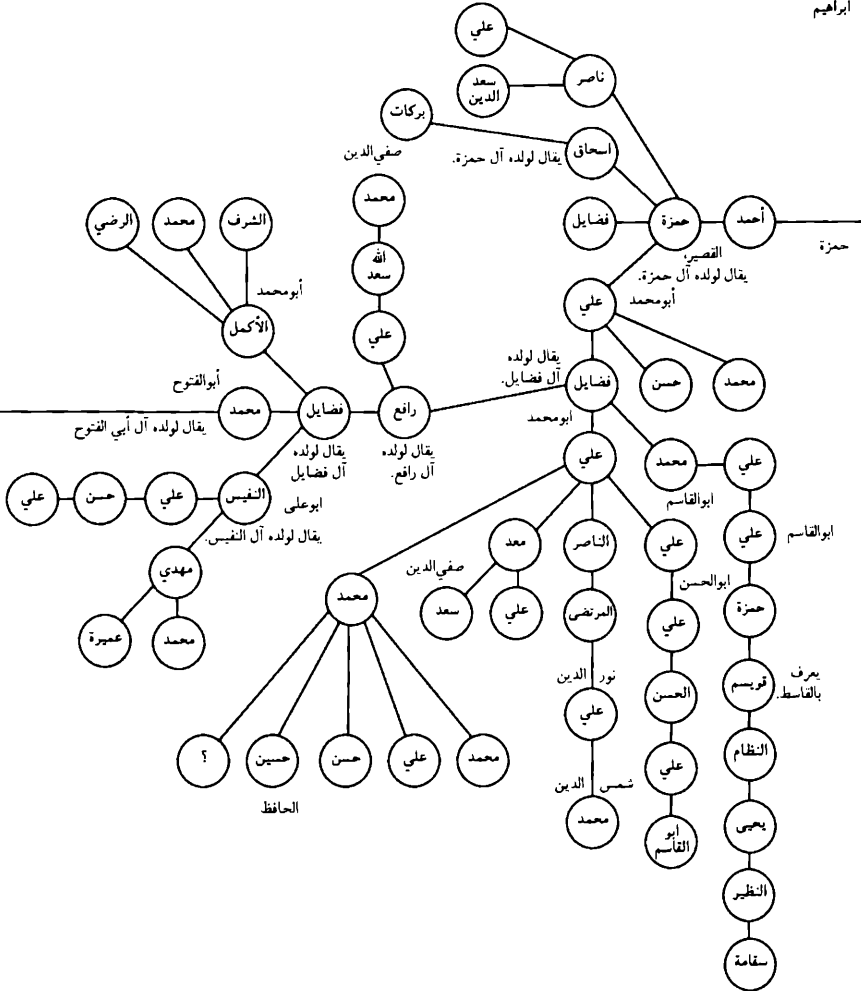 ابراهيم
علي
ناصر
سعد
الدين
بركات
صفي‌الدين
اسحاق
يقال لولده آل حمزة.
محمد
الشرف
محمد
الرضي
فضايل
حمزة
أحمد
حمزة
القصير،
يقال لولده آل حمزة.
الله
سعد
أبومحمد
أبومحمد
علي
الأكمل
علي
يقال لولده
آل فضايل.
فضايل
حسن
محمد
أبوالفتوح
محمد
يقال لولده آل أبي الفتوح
فضايل
رافع
ابومحمد
يقال لولده
آل فضايل
يقال لولده
آل رافع.
علي
محمد
علي
ابوالقاسم
النفيس
ابوعلى
علي
حسن
علي
يقال لولده آل النفيس.
معد
صفي‌الدين
الناصر
علي
علي
ابوالقاسم
مهدي
ابوالحسن
محمد
سعد
علي
المرتضى
علي
حمزة
عميرة
محمد
نور الدين
علي
الحسن
قويسم
يعرف
بالقاسط.
؟
حسين
حسن
علي
محمد
الحافظ
علي
النظام
شمس الدين
محمد
ابو
القاسم
يحيى
النظير
سقامة